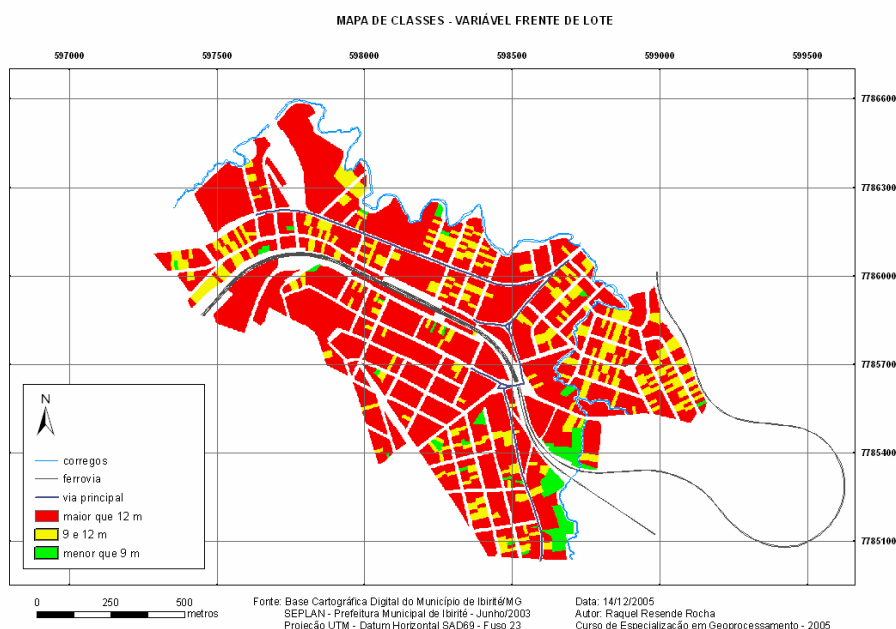 MAPA DE CLASSES - VARIÁVEL FRENTE DE LOTE
597000 597500 598000 598500 599000 599500
7786600
7786300
7786000
7785700
7785400
7785100
N
corregos
ferrovia
via principal
maior que 12 m
9 e 12 m
menor que 9 m
0 250 500
metros
Fonte: Base Cartográfica Digital do Município de Ibirité/MG
SEPLAN - Prefeitura Municipal de Ibirité - Junho/2003
Projeção UTM - Datum Horizontal SAD69 - Fuso 23
Data: 14/12/2005
Autor: Raquel Resende Rocha
Curso de Especialização em Geoprocessamento - 2005